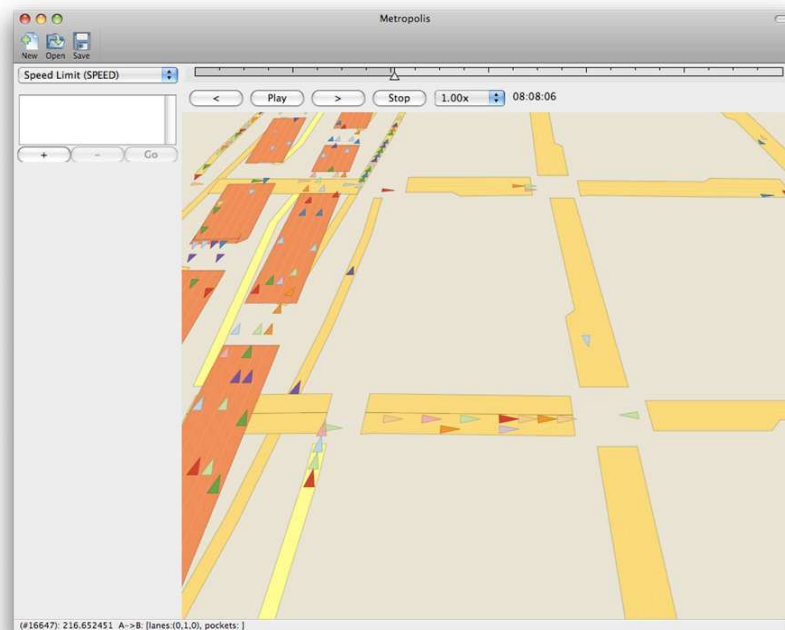 Metropolis
New Open Save
Speed Limit (SPEED)
< Play > Stop 1.00x 08:08:06
+ - Go
(#16647): 216.652451 A->B: [lanes:(0,1,0), pockets: ]